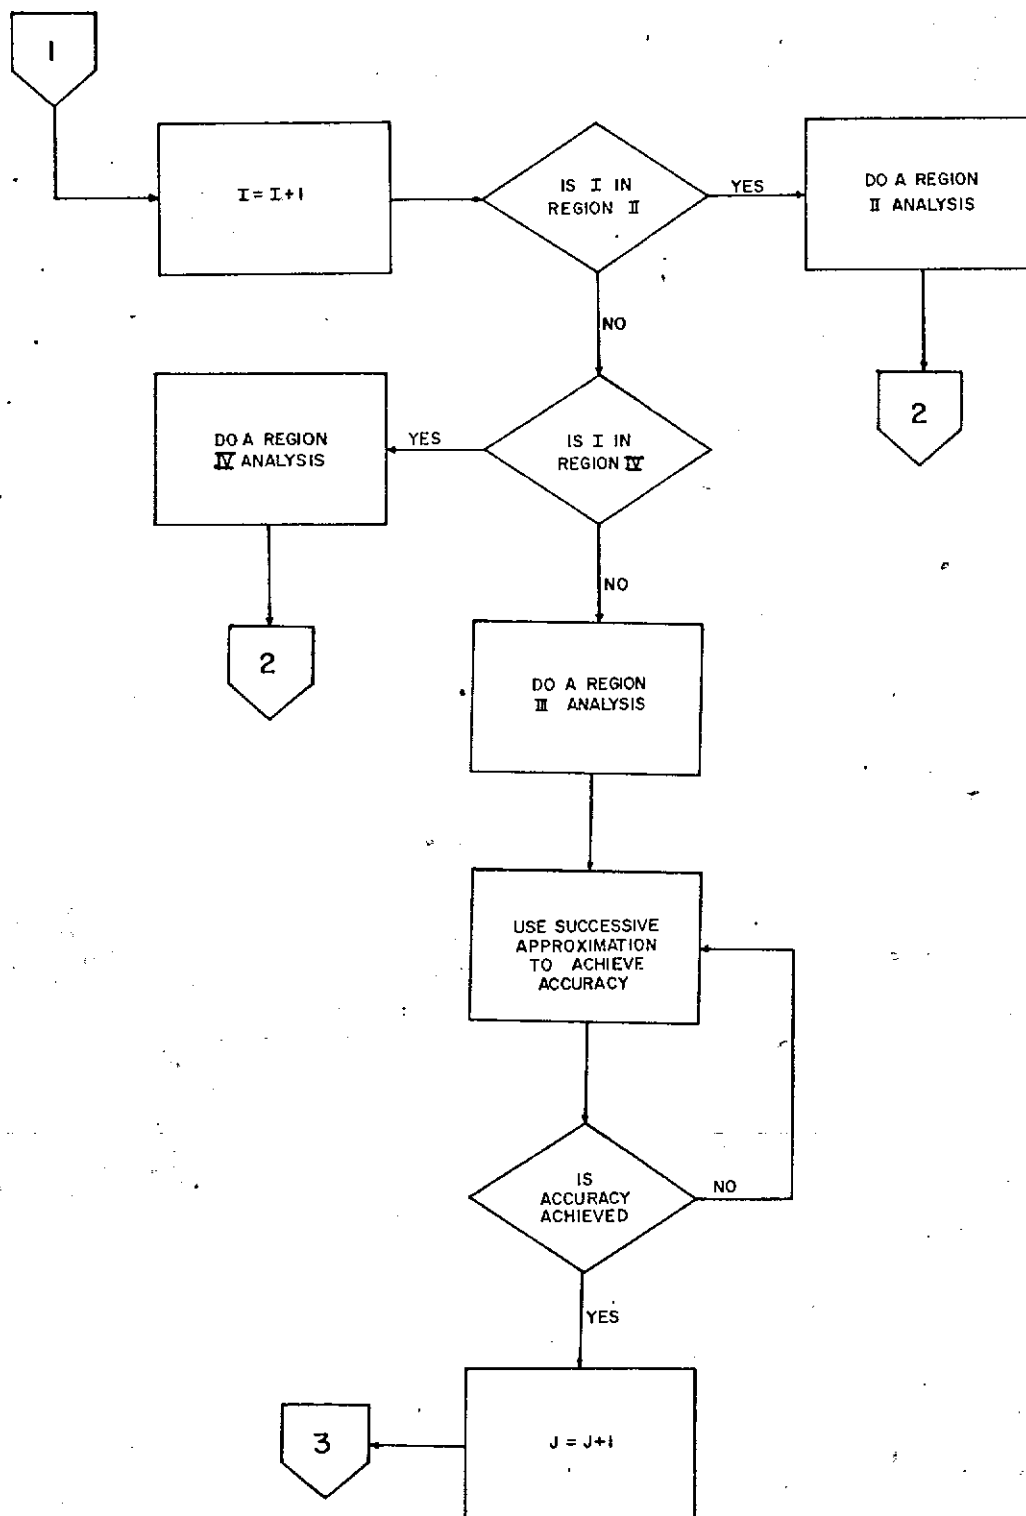 1
I = I+1
IS I IN
REGION II
YES
DO A REGION
II ANALYSIS
NO
2
DO A REGION
IV ANALYSIS
YES
IS I IN
REGION IV
NO
2
DO A REGION
III ANALYSIS
USE SUCCESSIVE
APPROXIMATION
TO ACHIEVE
ACCURACY
IS
ACCURACY
ACHIEVED
NO
YES
3
J = J+1